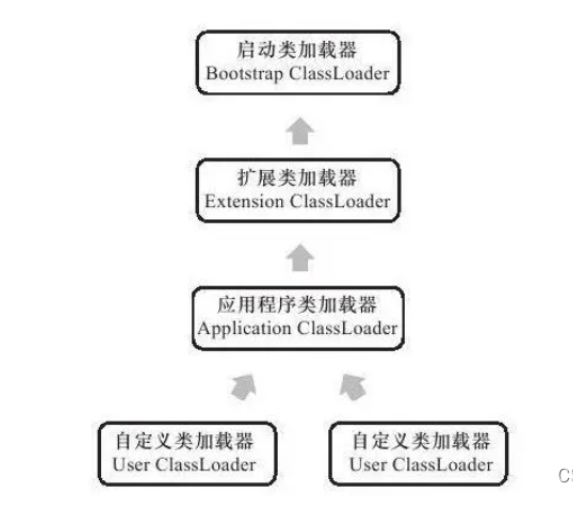 启动类加载器
Bootstrap ClassLoader
扩展类加载器
Extension ClassLoader
应用程序类加载器
Application ClassLoader
自定义类加载器
User ClassLoader
自定义类加载器
User ClassLoader